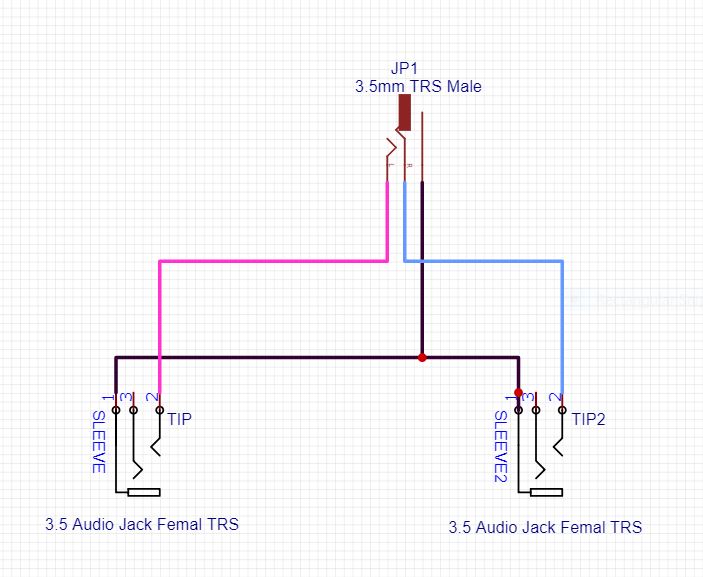 JP1
3.5mm TRS Male
L
R
1
3
2
TIP
SLEEVE
1
3
2
TIP2
SLEEVE2
3.5 Audio Jack Femal TRS
3.5 Audio Jack Femal TRS